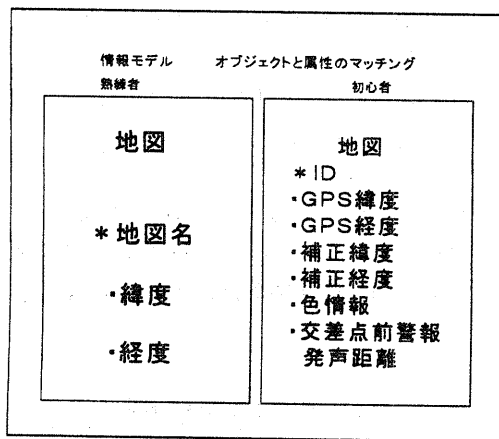 情報モデル　オブジェクトと属性のマッチング
熟練者　初心者
地図
＊地図名
・緯度
・経度
地図
＊ID
・GPS緯度
・GPS経度
・補正緯度
・補正経度
・色情報
・交差点前警報
発声距離